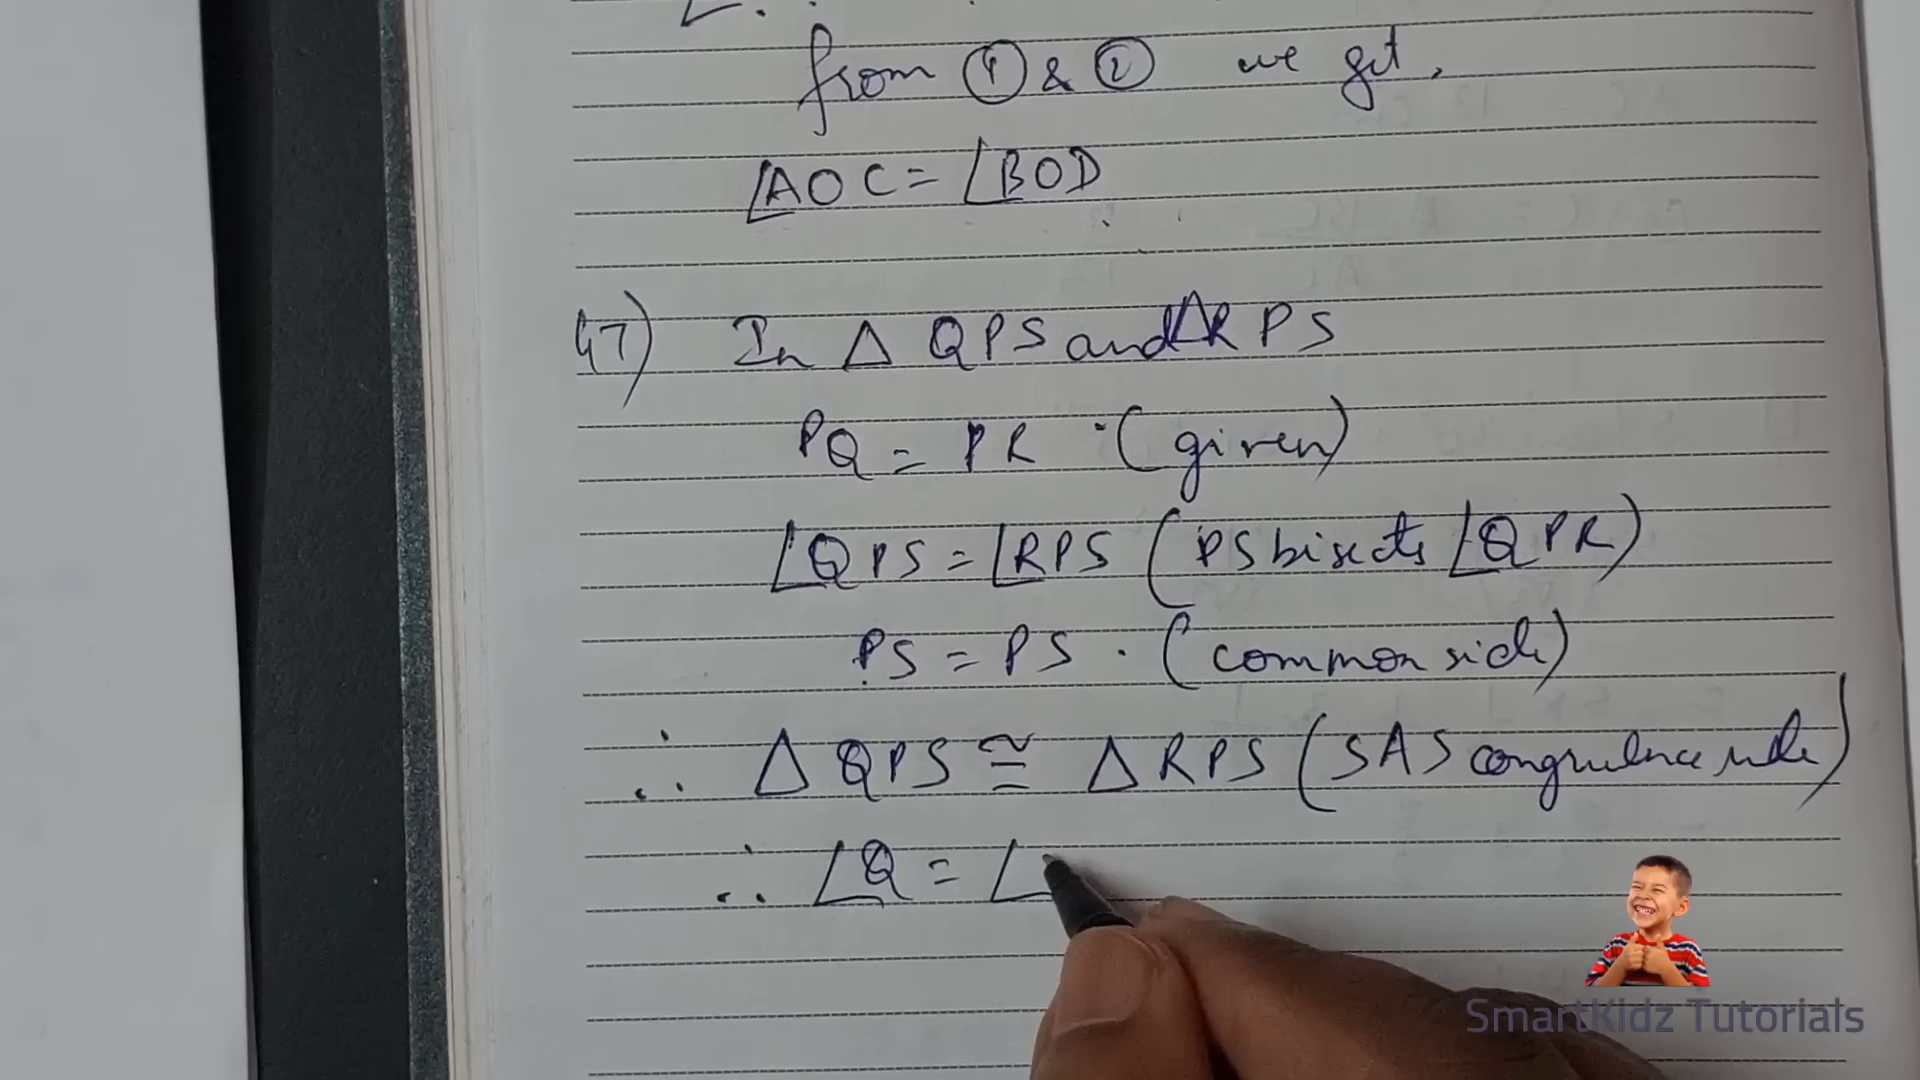 from ① & ② we get,
∠AOC = ∠BOD
47) In Δ QPS and ΔRPS
PQ = PR (given)
∠QPS = ∠RPS (PS bisects ∠QPR)
PS = PS . (common side)
∴ Δ QPS ≅ Δ RPS (SAS congruence rule)
∴ ∠Q = ∠
SmartKidz Tutorials